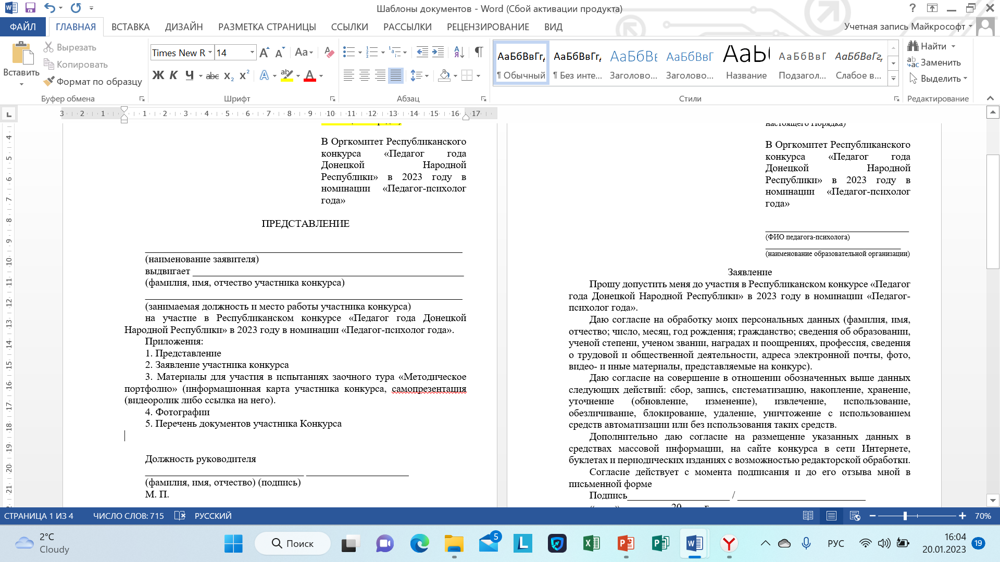 Шаблоны документов - Word (Сбой активации продукта)
ФАЙЛ ГЛАВНАЯ ВСТАВКА ДИЗАЙН РАЗМЕТКА СТРАНИЦЫ ССЫЛКИ РАССЫЛКИ РЕЦЕНЗИРОВАНИЕ ВИД
Учетная запись Майкрософт
Вставить
Вырезать
Копировать
Формат по образцу
Буфер обмена
Times New R 14
Ж К Ч abc x₂ x²
Шрифт
Абзац
АаБбВвГг, АаБбВвГг, АаБбВв АаБбВвГ АаЬ АаБбВвГ АаБбВвГг,
¶ Обычный ¶ Без инте... Заголово... Заголово... Название Подзагол... Слабое в...
Стили
Найти
Заменить
Выделить
Редактирование
3 2 1 1 2 3 4 5 6 7 8 9 10 11 12 13 14 15 16 17
4 5 6 7 8 9 10 11 12 13 14 15 16 17 18 19 20 21
В Оргкомитет Республиканского
конкурса «Педагог года
Донецкой Народной
Республики» в 2023 году в
номинации «Педагог-психолог
года»
ПРЕДСТАВЛЕНИЕ
(наименование заявителя)
выдвигает
(фамилия, имя, отчество участника конкурса)
(занимаемая должность и место работы участника конкурса)
на участие в Республиканском конкурсе «Педагог года Донецкой
Народной Республики» в 2023 году в номинации «Педагог-психолог года».
Приложения:
1. Представление
2. Заявление участника конкурса
3. Материалы для участия в испытаниях заочного тура «Методическое
портфолио» (информационная карта участника конкурса, самопрезентация
(видеоролик либо ссылка на него).
4. Фотографии
5. Перечень документов участника Конкурса
Должность руководителя
(фамилия, имя, отчество) (подпись)
М. П.
настоящего Порядка)
В Оргкомитет Республиканского
конкурса «Педагог года
Донецкой Народной
Республики» в 2023 году в
номинации «Педагог-психолог
года»
(ФИО педагога-психолога)
(наименование образовательной организации)
Заявление
Прошу допустить меня до участия в Республиканском конкурсе «Педагог
года Донецкой Народной Республики» в 2023 году в номинации «Педагог-
психолог года».
Даю согласие на обработку моих персональных данных (фамилия, имя,
отчество; число, месяц, год рождения; гражданство; сведения об образовании,
ученой степени, ученом звании, наградах и поощрениях, профессия, сведения
о трудовой и общественной деятельности, адреса электронной почты, фото,
видео- и иные материалы, представляемые на конкурс).
Даю согласие на совершение в отношении обозначенных выше данных
следующих действий: сбор, запись, систематизацию, накопление, хранение,
уточнение (обновление, изменение), извлечение, использование,
обезличивание, блокирование, удаление, уничтожение с использованием
средств автоматизации или без использования таких средств.
Дополнительно даю согласие на размещение указанных данных в
средствах массовой информации, на сайте конкурса в сети Интернете,
буклетах и периодических изданиях с возможностью редакторской обработки.
Согласие действует с момента подписания и до его отзыва мной в
письменной форме
Подпись____________________ / _________________________
«___»__________20____г.
СТРАНИЦА 1 ИЗ 4 ЧИСЛО СЛОВ: 715 РУССКИЙ
70%
2°C
Cloudy
Поиск
5
РУС
16:04
20.01.2023
19